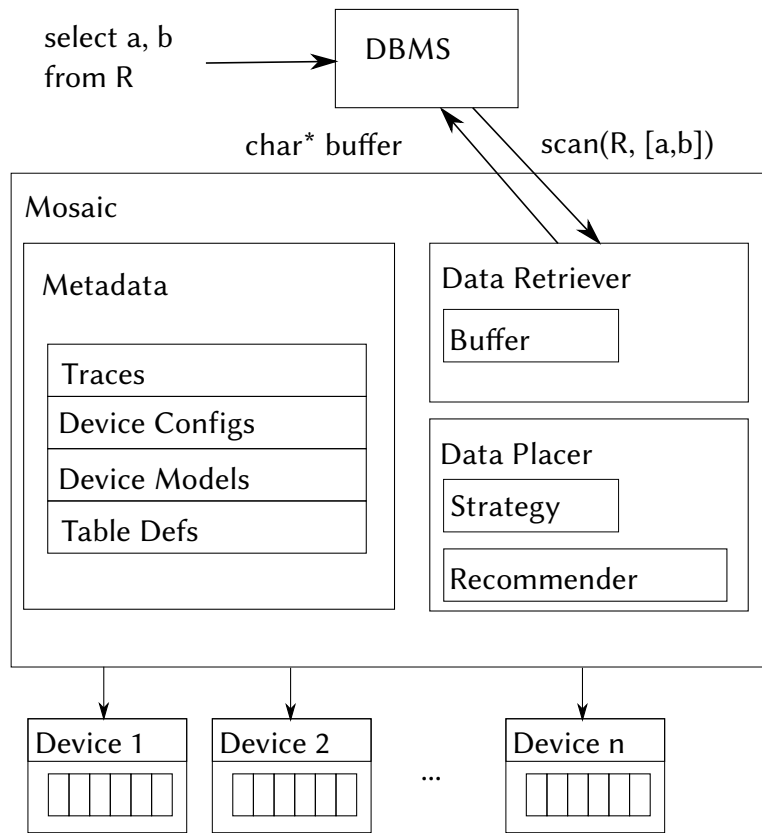 select a, b
from R
DBMS
char* buffer
scan(R, [a,b])
Mosaic
Metadata
Traces
Device Configs
Device Models
Table Defs
Data Retriever
Buffer
Data Placer
Strategy
Recommender
Device 1
Device 2
...
Device n